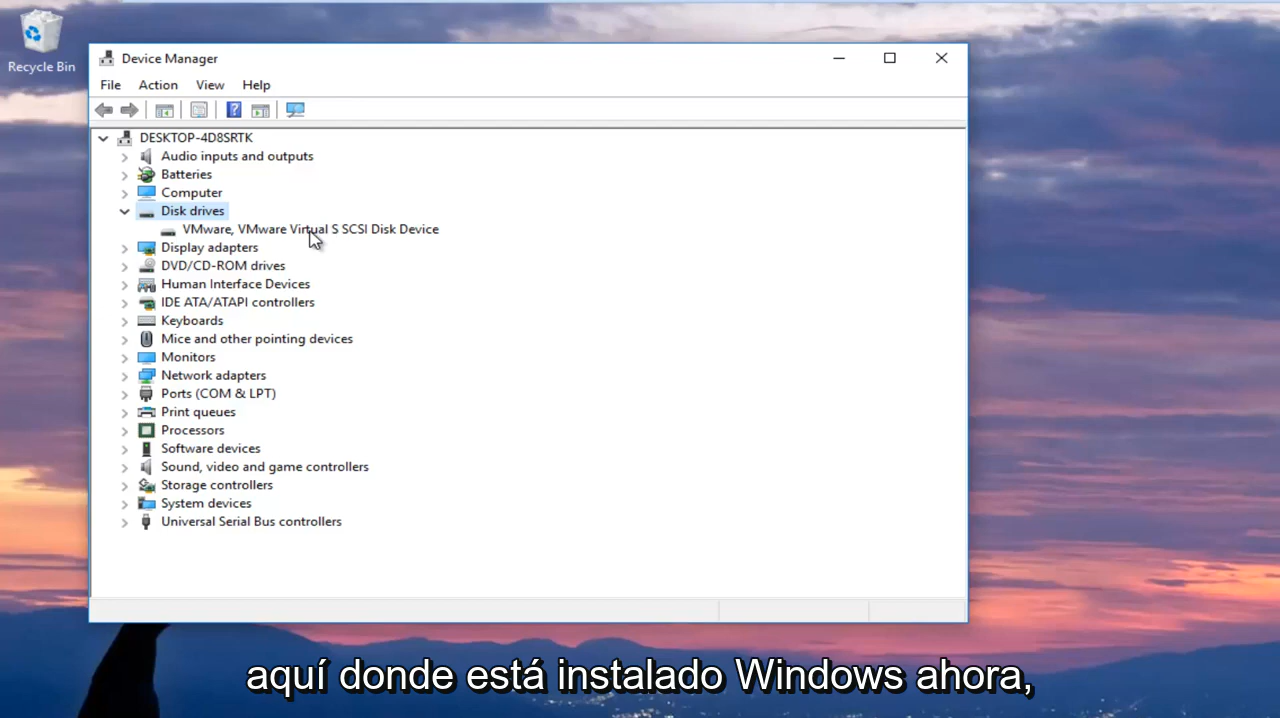 Recycle Bin
Device Manager
File Action View Help
DESKTOP-4D8SRTK
Audio inputs and outputs
Batteries
Computer
Disk drives
VMware, VMware Virtual S SCSI Disk Device
Display adapters
DVD/CD-ROM drives
Human Interface Devices
IDE ATA/ATAPI controllers
Keyboards
Mice and other pointing devices
Monitors
Network adapters
Ports (COM & LPT)
Print queues
Processors
Software devices
Sound, video and game controllers
Storage controllers
System devices
Universal Serial Bus controllers
aquí donde está instalado Windows ahora,